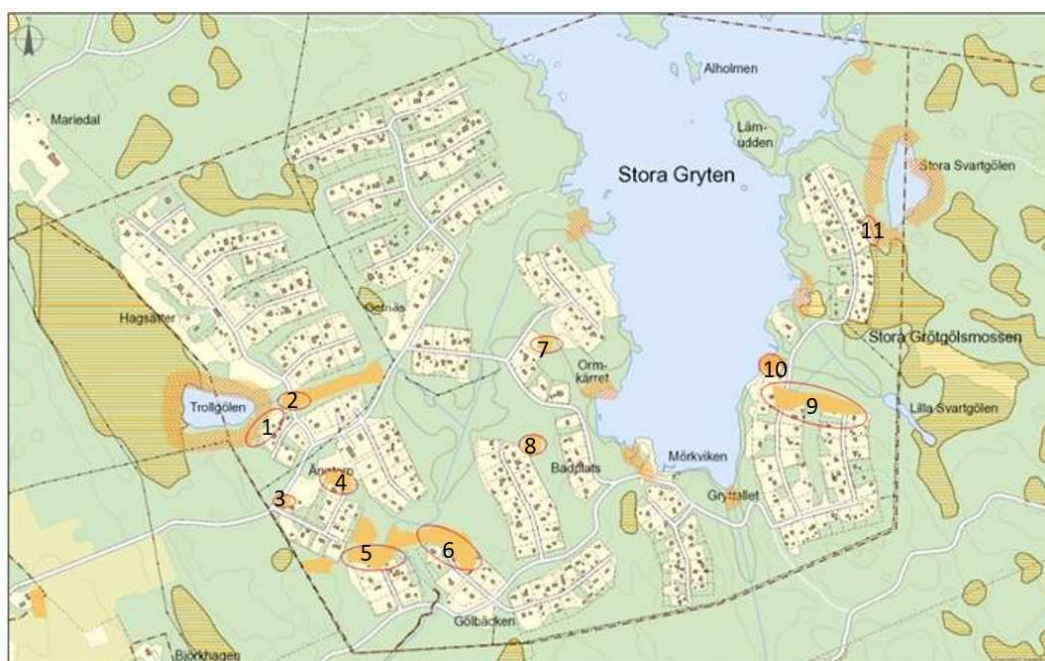 Alholmen
Mariedal
Läm-
udden
Stora Gryten
Stora Svartgölen
11
Getnäs
Hagsätter
Stora Grötgölsmossen
7
Orm-
kärret
10
2
Trollgölen
9
Lilla Svartgölen
1
8
Ängtorp
Badplats
Mörkviken
4
3
Gryttallet
5
6
Gölbäcken
Björkhagen